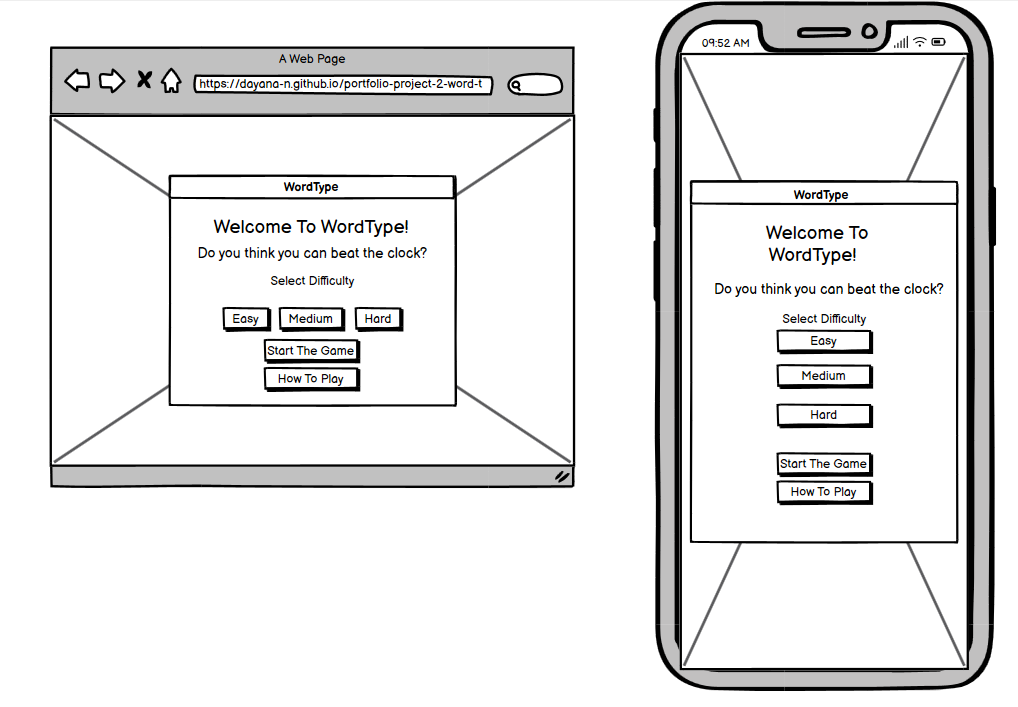 A Web Page
https://dayana-n.github.io/portfolio-project-2-word-t
WordType
Welcome To WordType!
Do you think you can beat the clock?
Select Difficulty
Easy Medium Hard
Start The Game
How To Play
09:52 AM
WordType
Welcome To
WordType!
Do you think you can beat the clock?
Select Difficulty
Easy
Medium
Hard
Start The Game
How To Play